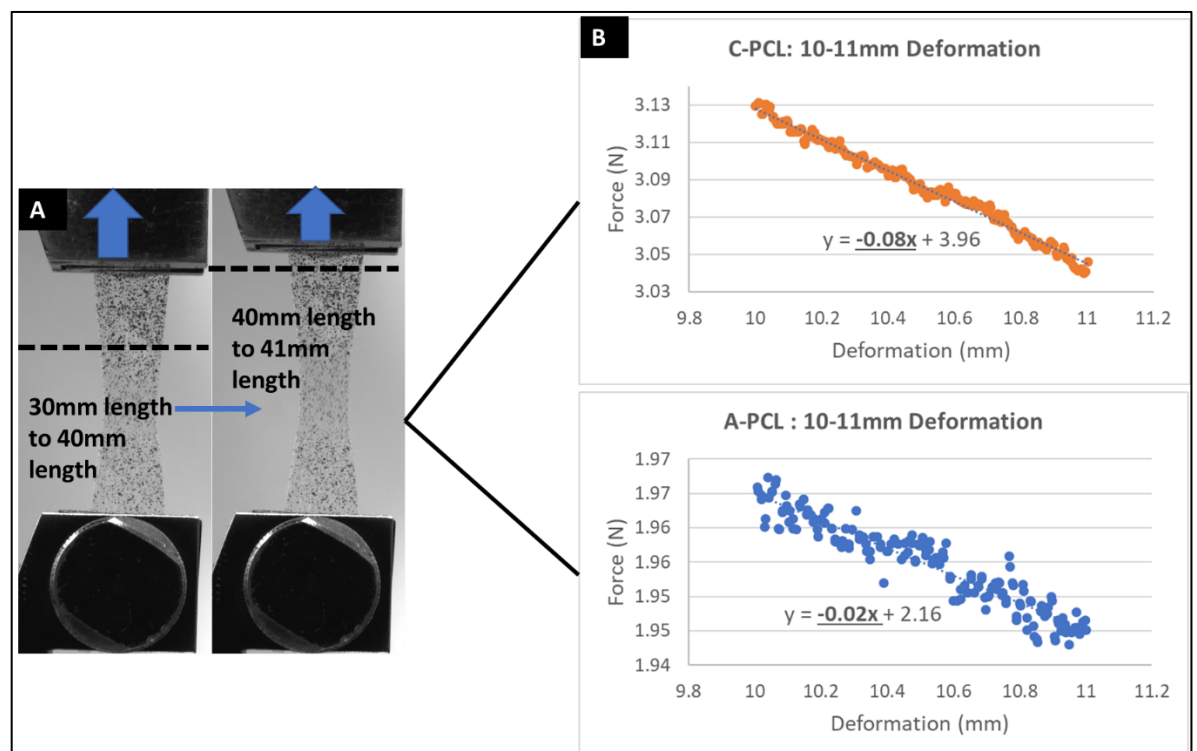 A
30mm length
to 40mm
length
40mm length
to 41mm
length
B
C-PCL: 10-11mm Deformation
Force (N)
3.13
3.11
3.09
3.07
3.05
3.03
y = -0.08x + 3.96
9.8 10 10.2 10.4 10.6 10.8 11 11.2
Deformation (mm)
A-PCL : 10-11mm Deformation
Force (N)
1.97
1.97
1.96
1.96
1.95
1.95
1.94
y = -0.02x + 2.16
9.8 10 10.2 10.4 10.6 10.8 11 11.2
Deformation (mm)